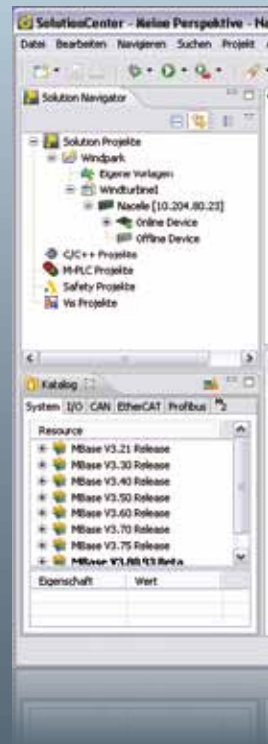 SolutionCenter - Meine Perspektive - Na
Datei Bearbeiten Navigieren Suchen Projekt
Solution Navigator
Solution Projekte
Windpark
Eigene Vorlagen
Windturbine1
Nacelle [10.204.80.23]
Online Device
Offline Device
C/C++ Projekte
M-PLC Projekte
Safety Projekte
Vis Projekte
Katalog
System I/O CAN EtherCAT Profibus
Resource
MBase V3.21 Release
MBase V3.30 Release
MBase V3.40 Release
MBase V3.50 Release
MBase V3.60 Release
MBase V3.70 Release
MBase V3.75 Release
MBase V3.80.93 Beta
Eigenschaft Wert